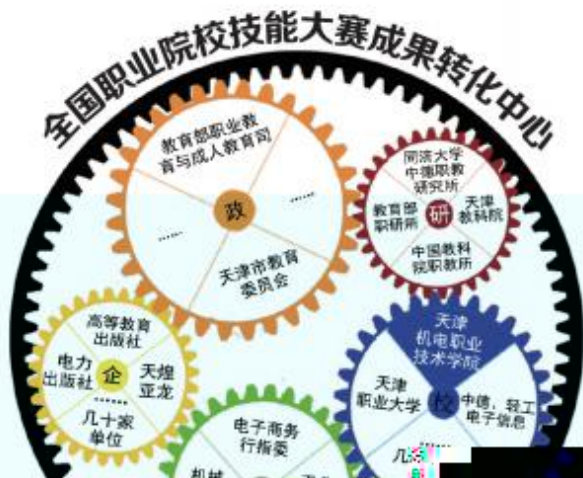 全国职业院校技能大赛成果转化中心
教育部职业教
育与成人教育司
……
政
……
天津市教育
委员会
同济大学
中德职教
研究所
教育部
职研所
研
天津
教科院
中国教科
院职教所
高等教育
出版社
电力
出版社
企
天煌
亚龙
……
几十家
单位
天津
机电职业
技术学院
天津
职业大学
校
中德，轻工
电子信息
……
电子商务
行指委
机械